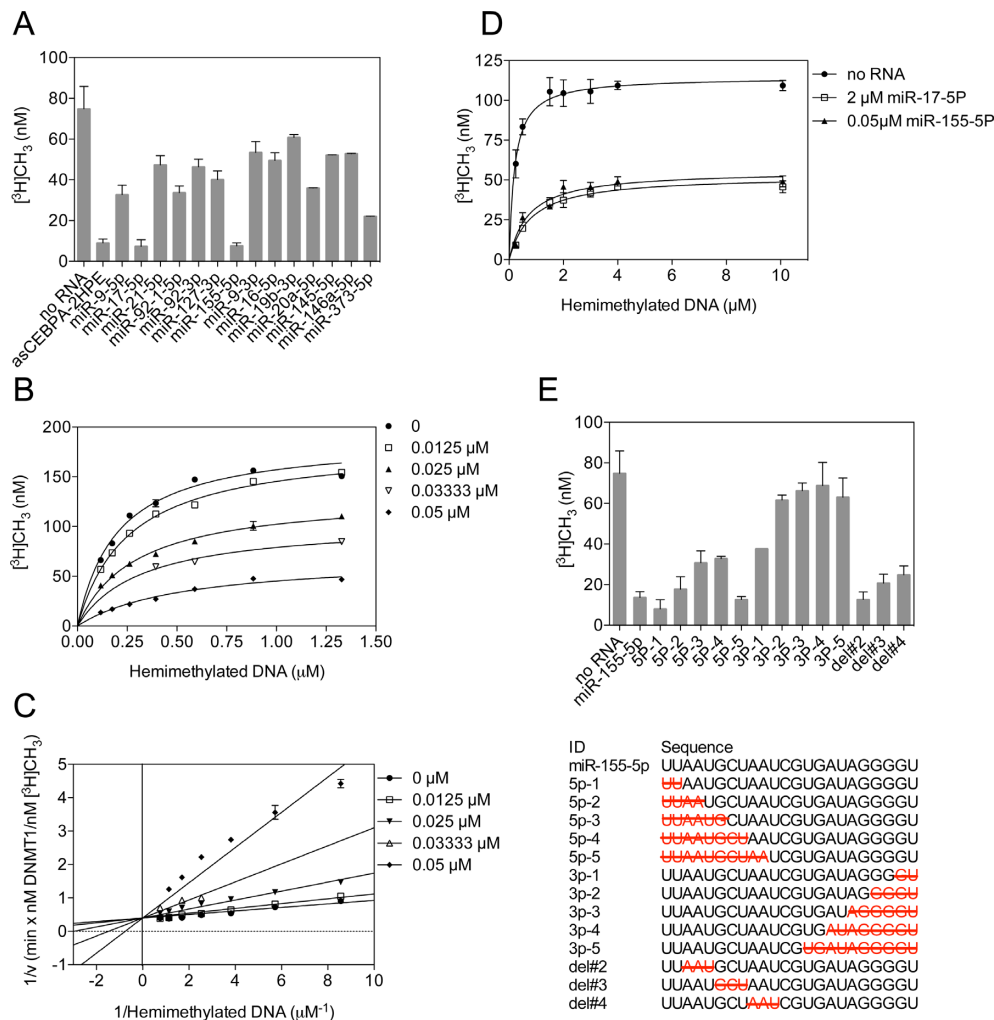 A
[³H]CH₃ (nM)
100
80
60
40
20
0
no RNA
asCEBPA-2HPE
miR-9-5p
miR-17-5p
miR-21-5p
miR-92-1-5p
miR-92-3p
miR-127-3p
miR-155-5p
miR-9-3p
miR-16-5p
miR-19b-3p
miR-20a-5p
miR-145-5p
miR-146a-5p
miR-373-5p
D
[³H]CH₃ (nM)
125
100
75
50
25
0
0 2 4 6 8 10
Hemimethylated DNA (µM)
no RNA
2 µM miR-17-5P
0.05µM miR-155-5P
B
[³H]CH₃ (nM)
200
150
100
50
0
0.00 0.25 0.50 0.75 1.00 1.25 1.50
Hemimethylated DNA (µM)
0
0.0125 µM
0.025 µM
0.03333 µM
0.05 µM
E
[³H]CH₃ (nM)
100
80
60
40
20
0
no RNA
miR-155-5p
5P-1
5P-2
5P-3
5P-4
5P-5
3P-1
3P-2
3P-3
3P-4
3P-5
del#2
del#3
del#4
C
1/v (min x nM DNMT1/nM [³H]CH₃)
5
4
3
2
1
0
-1
-2 0 2 4 6 8 10
1/Hemimethylated DNA (µM⁻¹)
0 µM
0.0125 µM
0.025 µM
0.03333 µM
0.05 µM
ID Sequence
miR-155-5p UUAAUGCUAAUCGUGAUAGGGGU
5p-1 UUAAUGCUAAUCGUGAUAGGGGU
5p-2 UUAAUGCUAAUCGUGAUAGGGGU
5p-3 UUAAUGCUAAUCGUGAUAGGGGU
5p-4 UUAAUGCUAAUCGUGAUAGGGGU
5p-5 UUAAUGCUAAUCGUGAUAGGGGU
3p-1 UUAAUGCUAAUCGUGAUAGGGGU
3p-2 UUAAUGCUAAUCGUGAUAGGGGU
3p-3 UUAAUGCUAAUCGUGAUAGGGGU
3p-4 UUAAUGCUAAUCGUGAUAGGGGU
3p-5 UUAAUGCUAAUCGUGAUAGGGGU
del#2 UUAAUGCUAAUCGUGAUAGGGGU
del#3 UUAAUGCUAAUCGUGAUAGGGGU
del#4 UUAAUGCUAAUCGUGAUAGGGGU